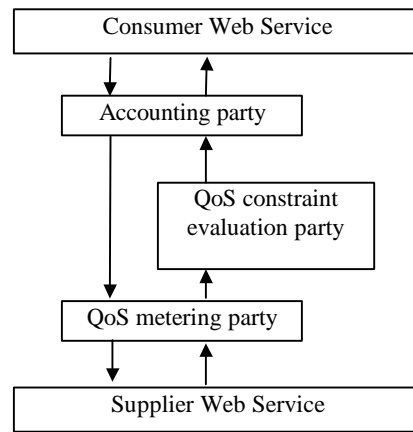 Consumer Web Service
Accounting party
QoS constraint
evaluation party
QoS metering party
Supplier Web Service